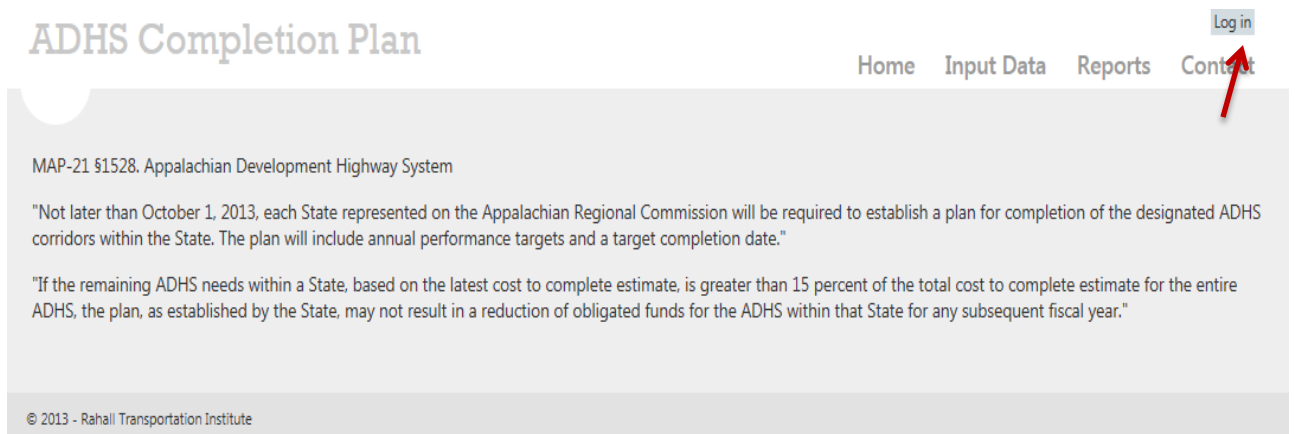 Log in
ADHS Completion Plan
Home Input Data Reports Contact
MAP-21 §1528. Appalachian Development Highway System
"Not later than October 1, 2013, each State represented on the Appalachian Regional Commission will be required to establish a plan for completion of the designated ADHS
corridors within the State. The plan will include annual performance targets and a target completion date."
"If the remaining ADHS needs within a State, based on the latest cost to complete estimate, is greater than 15 percent of the total cost to complete estimate for the entire
ADHS, the plan, as established by the State, may not result in a reduction of obligated funds for the ADHS within that State for any subsequent fiscal year."
© 2013 - Rahall Transportation Institute